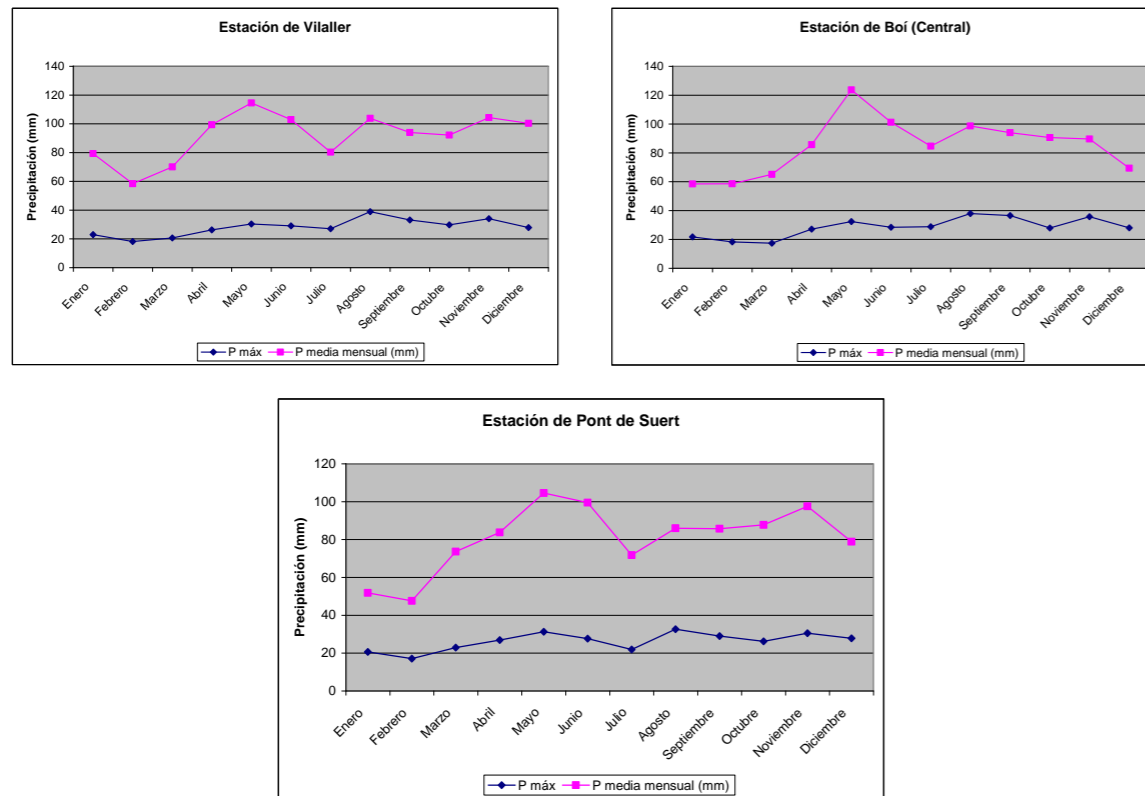 Estación de Vilaller
Precipitación (mm)
140
120
100
80
60
40
20
0
Enero
Febrero
Marzo
Abril
Mayo
Junio
Julio
Agosto
Septiembre
Octubre
Noviembre
Diciembre
P máx P media mensual (mm)
Estación de Boí (Central)
Precipitación (mm)
140
120
100
80
60
40
20
0
Enero
Febrero
Marzo
Abril
Mayo
Junio
Julio
Agosto
Septiembre
Octubre
Noviembre
Diciembre
P máx P media mensual (mm)
Estación de Pont de Suert
Precipitación (mm)
120
100
80
60
40
20
0
Enero
Febrero
Marzo
Abril
Mayo
Junio
Julio
Agosto
Septiembre
Octubre
Noviembre
Diciembre
P máx P media mensual (mm)